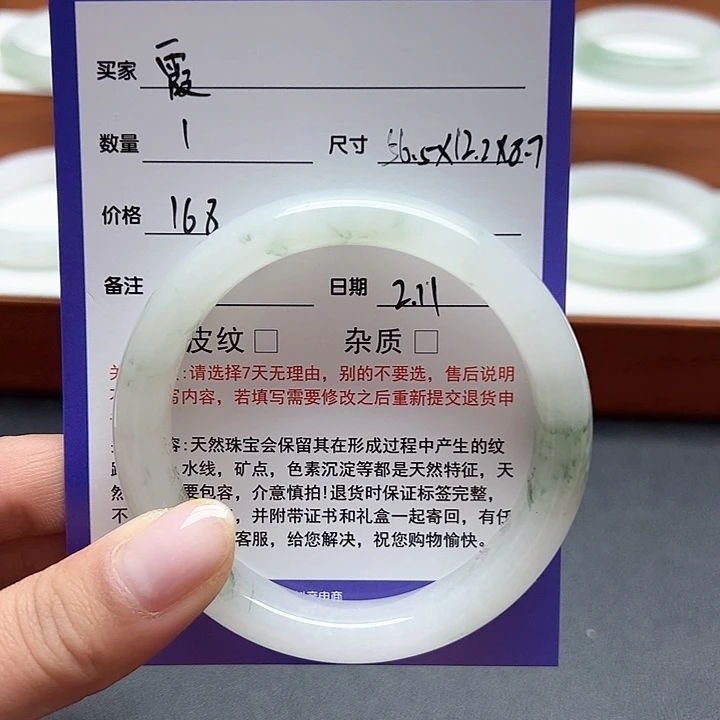 买家 霞
数量 1 尺寸 56.5X12.2X8.7
价格 168
备注 日期 2.11
皮纹□ 杂质□
:请选择7天无理由，别的不要选，售后说明
写内容，若填写需要修改之后重新提交退货申
容:天然珠宝会保留其在形成过程中产生的纹
水线，矿点，色素沉淀等都是天然特征，天
然 要包容，介意慎拍!退货时保证标签完整，
不 ，并附带证书和礼盒一起寄回，有任
客服，给您解决，祝您购物愉快。
电商